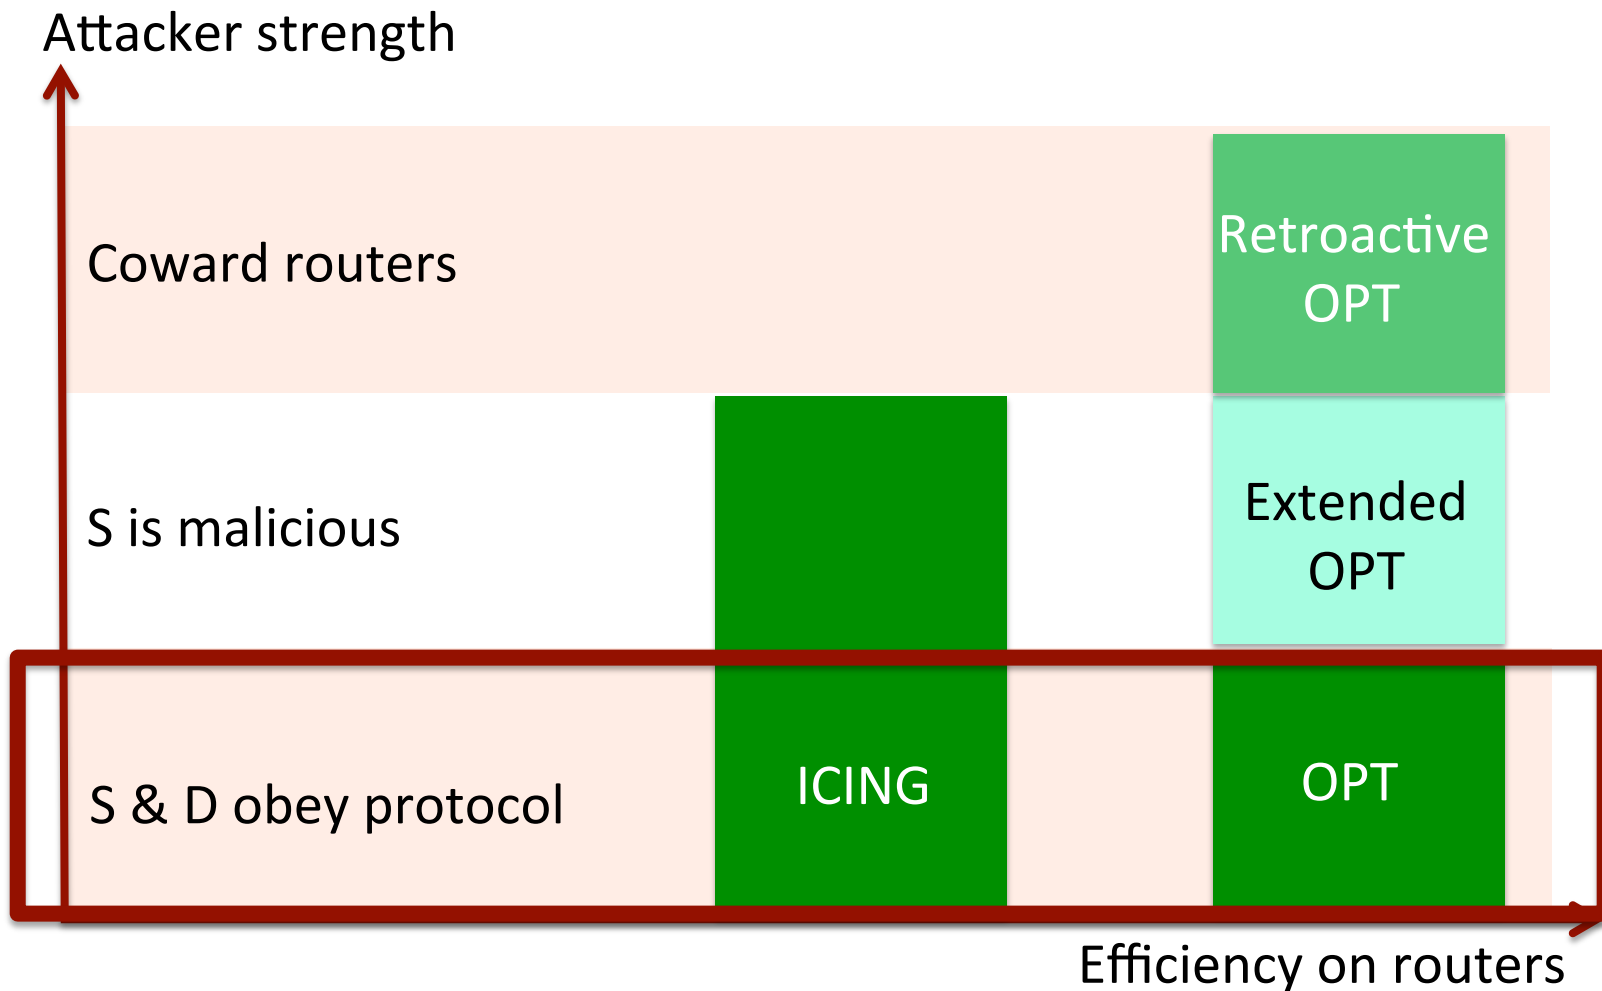 Attacker strength
Coward routers
Retroactive
OPT
S is malicious
Extended
OPT
S & D obey protocol
ICING
OPT
Efficiency on routers